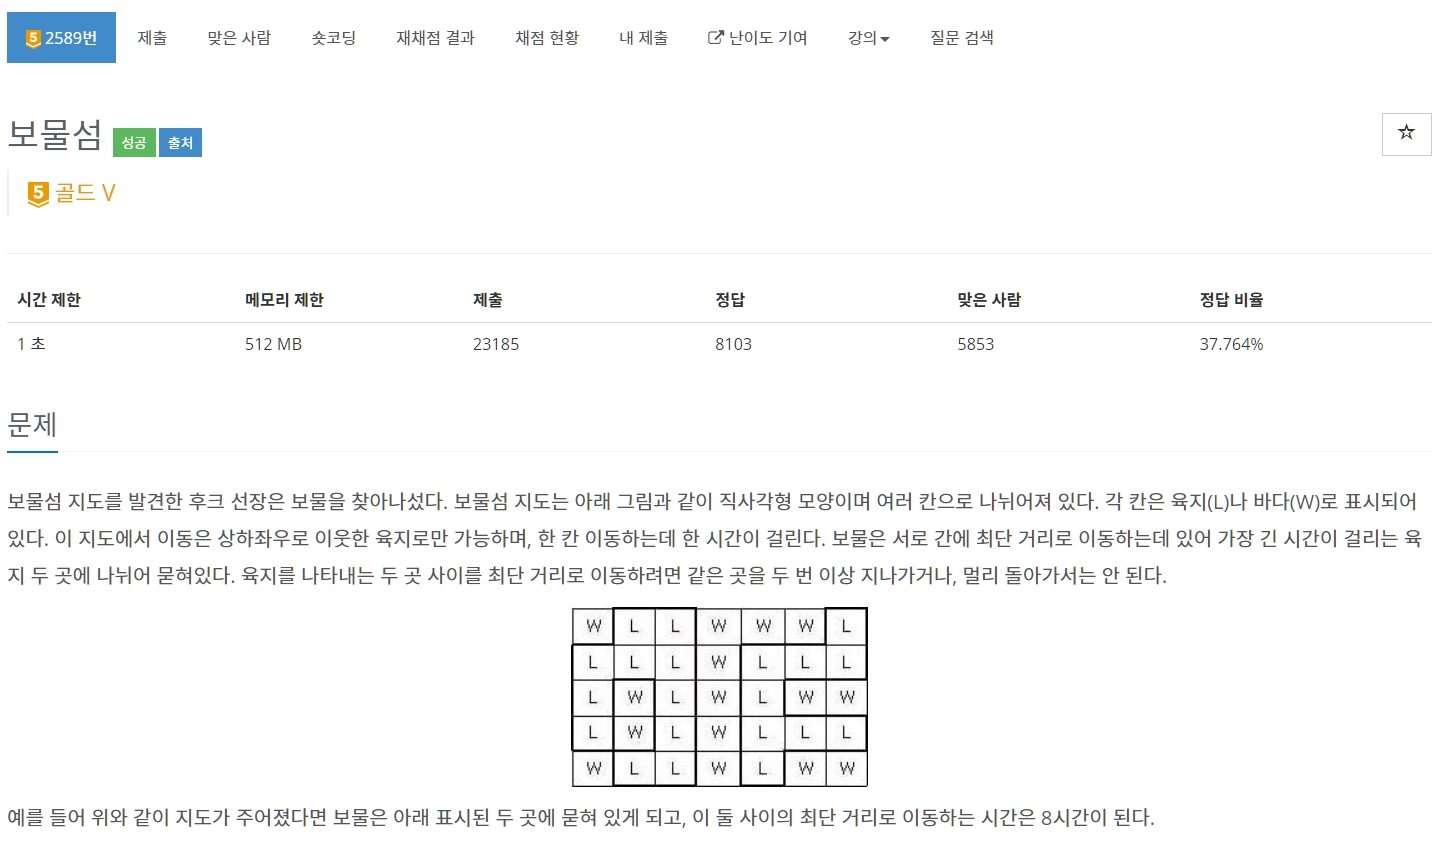 5 2589번 제출 맞은 사람 숏코딩 재채점 결과 채점 현황 내 제출 난이도 기여 강의 질문 검색
보물섬 성공 출처
5 골드 V
시간 제한 메모리 제한 제출 정답 맞은 사람 정답 비율
1 초 512 MB 23185 8103 5853 37.764%
문제
보물섬 지도를 발견한 후크 선장은 보물을 찾아나섰다. 보물섬 지도는 아래 그림과 같이 직사각형 모양이며 여러 칸으로 나뉘어져 있다. 각 칸은 육지(L)나 바다(W)로 표시되어
있다. 이 지도에서 이동은 상하좌우로 이웃한 육지로만 가능하며, 한 칸 이동하는데 한 시간이 걸린다. 보물은 서로 간에 최단 거리로 이동하는데 있어 가장 긴 시간이 걸리는 육
지 두 곳에 나뉘어 묻혀있다. 육지를 나타내는 두 곳 사이를 최단 거리로 이동하려면 같은 곳을 두 번 이상 지나가거나, 멀리 돌아가서는 안 된다.
W L L W W W L
L L L W L L L
L W L W L W W
L W L W L L L
W L L W L W W
예를 들어 위와 같이 지도가 주어졌다면 보물은 아래 표시된 두 곳에 묻혀 있게 되고, 이 둘 사이의 최단 거리로 이동하는 시간은 8시간이 된다.